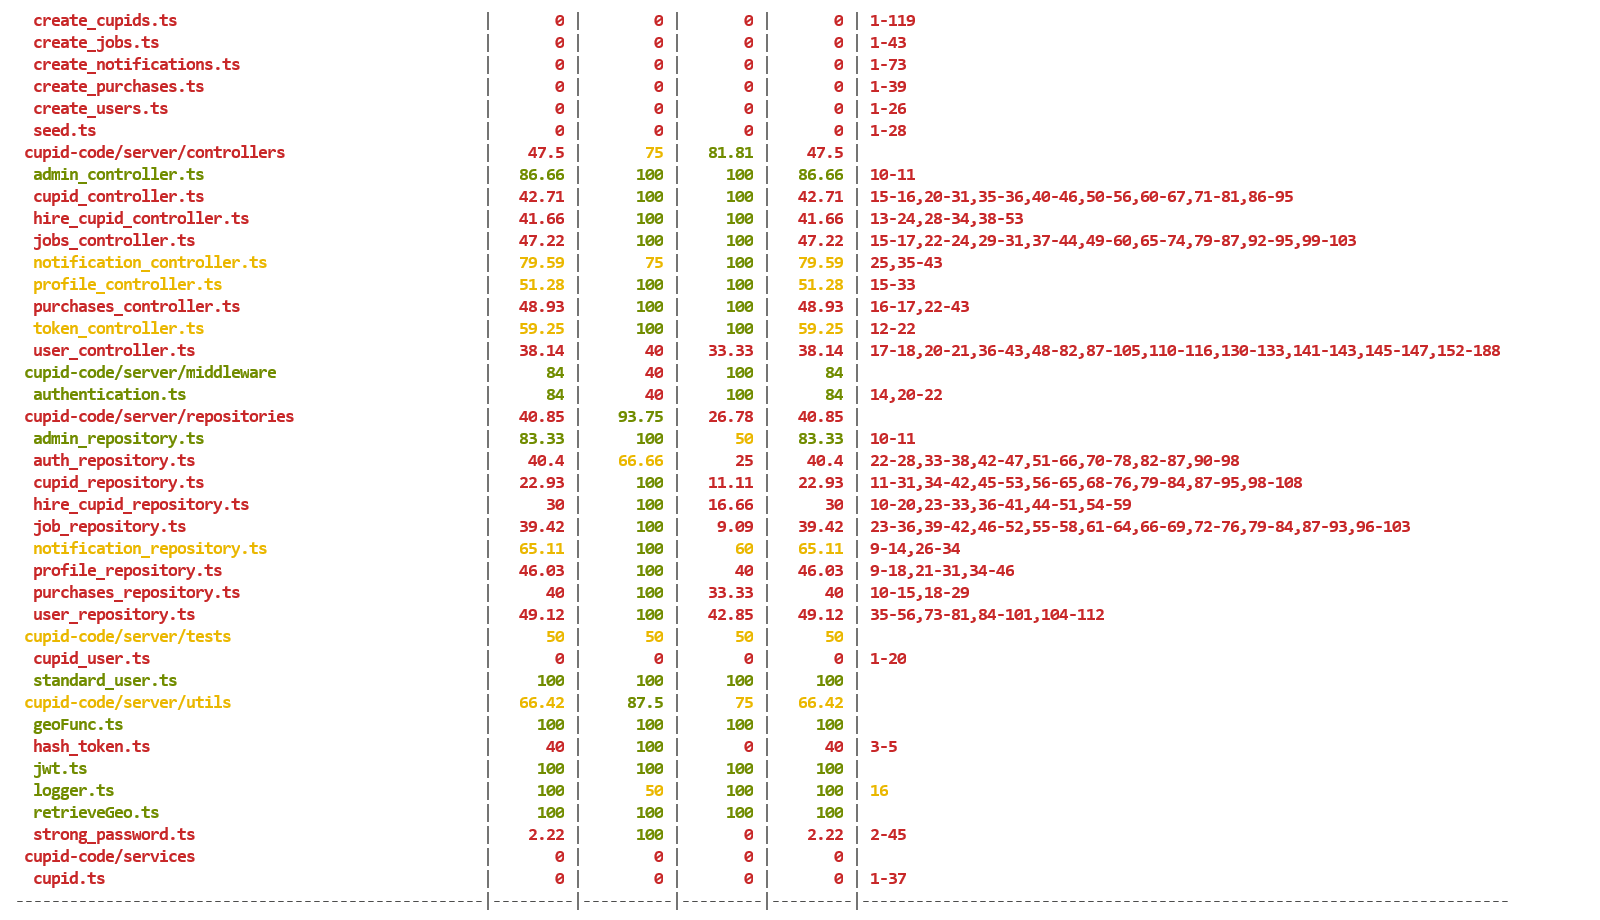 create_cupids.ts | 0 | 0 | 0 | 0 | 1-119
create_jobs.ts | 0 | 0 | 0 | 0 | 1-43
create_notifications.ts | 0 | 0 | 0 | 0 | 1-73
create_purchases.ts | 0 | 0 | 0 | 0 | 1-39
create_users.ts | 0 | 0 | 0 | 0 | 1-26
seed.ts | 0 | 0 | 0 | 0 | 1-28
cupid-code/server/controllers | 47.5 | 75 | 81.81 | 47.5 |
admin_controller.ts | 86.66 | 100 | 100 | 86.66 | 10-11
cupid_controller.ts | 42.71 | 100 | 100 | 42.71 | 15-16,20-31,35-36,40-46,50-56,60-67,71-81,86-95
hire_cupid_controller.ts | 41.66 | 100 | 100 | 41.66 | 13-24,28-34,38-53
jobs_controller.ts | 47.22 | 100 | 100 | 47.22 | 15-17,22-24,29-31,37-44,49-60,65-74,79-87,92-95,99-103
notification_controller.ts | 79.59 | 75 | 100 | 79.59 | 25,35-43
profile_controller.ts | 51.28 | 100 | 100 | 51.28 | 15-33
purchases_controller.ts | 48.93 | 100 | 100 | 48.93 | 16-17,22-43
token_controller.ts | 59.25 | 100 | 100 | 59.25 | 12-22
user_controller.ts | 38.14 | 40 | 33.33 | 38.14 | 17-18,20-21,36-43,48-82,87-105,110-116,130-133,141-143,145-147,152-188
cupid-code/server/middleware | 84 | 40 | 100 | 84 |
authentication.ts | 84 | 40 | 100 | 84 | 14,20-22
cupid-code/server/repositories | 40.85 | 93.75 | 26.78 | 40.85 |
admin_repository.ts | 83.33 | 100 | 50 | 83.33 | 10-11
auth_repository.ts | 40.4 | 66.66 | 25 | 40.4 | 22-28,33-38,42-47,51-66,70-78,82-87,90-98
cupid_repository.ts | 22.93 | 100 | 11.11 | 22.93 | 11-31,34-42,45-53,56-65,68-76,79-84,87-95,98-108
hire_cupid_repository.ts | 30 | 100 | 16.66 | 30 | 10-20,23-33,36-41,44-51,54-59
job_repository.ts | 39.42 | 100 | 9.09 | 39.42 | 23-36,39-42,46-52,55-58,61-64,66-69,72-76,79-84,87-93,96-103
notification_repository.ts | 65.11 | 100 | 60 | 65.11 | 9-14,26-34
profile_repository.ts | 46.03 | 100 | 40 | 46.03 | 9-18,21-31,34-46
purchases_repository.ts | 40 | 100 | 33.33 | 40 | 10-15,18-29
user_repository.ts | 49.12 | 100 | 42.85 | 49.12 | 35-56,73-81,84-101,104-112
cupid-code/server/tests | 50 | 50 | 50 | 50 |
cupid_user.ts | 0 | 0 | 0 | 0 | 1-20
standard_user.ts | 100 | 100 | 100 | 100 |
cupid-code/server/utils | 66.42 | 87.5 | 75 | 66.42 |
geoFunc.ts | 100 | 100 | 100 | 100 |
hash_token.ts | 40 | 100 | 0 | 40 | 3-5
jwt.ts | 100 | 100 | 100 | 100 |
logger.ts | 100 | 50 | 100 | 100 | 16
retrieveGeo.ts | 100 | 100 | 100 | 100 |
strong_password.ts | 2.22 | 100 | 0 | 2.22 | 2-45
cupid-code/services | 0 | 0 | 0 | 0 |
cupid.ts | 0 | 0 | 0 | 0 | 1-37